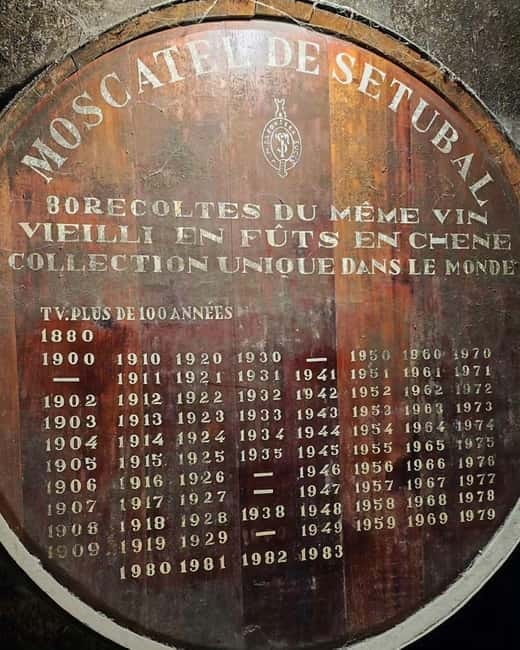 MOSCATEL DE SETUBAL
80 RECOLTES DU MÊME VIN
VIEILLI EN FÛTS EN CHENE
COLLECTION UNIQUE DANS LE MONDE
T.V. PLUS DE 100 ANNÉES
1880
1900 1910 1920 1930 — 1950 1960 1970
— 1911 1921 1931 1941 1951 1961 1971
1902 1912 1922 1932 1942 1952 1962 1972
1903 1913 1923 1933 1943 1953 1963 1973
1904 1914 1924 1934 1944 1954 1964 1974
1905 1915 1925 1935 1945 1955 1965 1975
1906 1916 1926 — 1946 1956 1966 1976
1907 1917 1927 — 1947 1957 1967 1977
1908 1918 1928 1938 1948 1958 1968 1978
1909 1919 1929 — 1949 1959 1969 1979
1980 1981 1982 1983